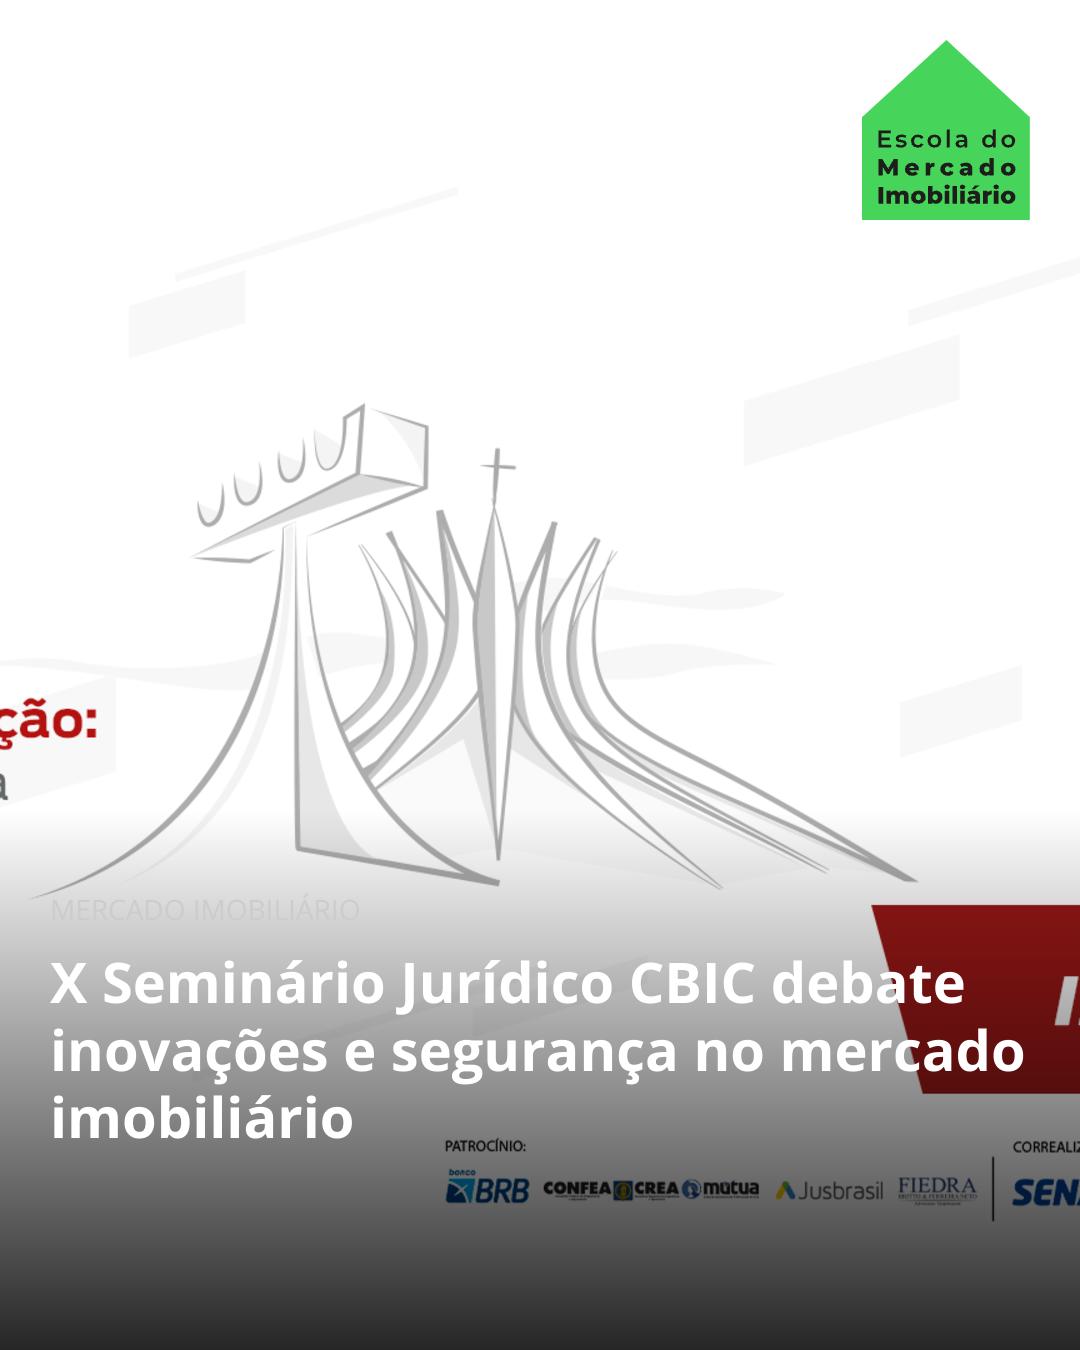 Escola do
Mercado
Imobiliário
ção:
a
MERCADO IMOBILIÁRIO
X Seminário Jurídico CBIC debate
inovações e segurança no mercado
imobiliário
PATROCÍNIO:
CORREALIZ
banco
BRB
CONFEA CREA mútua
Jusbrasil
FIEDRA
SEN